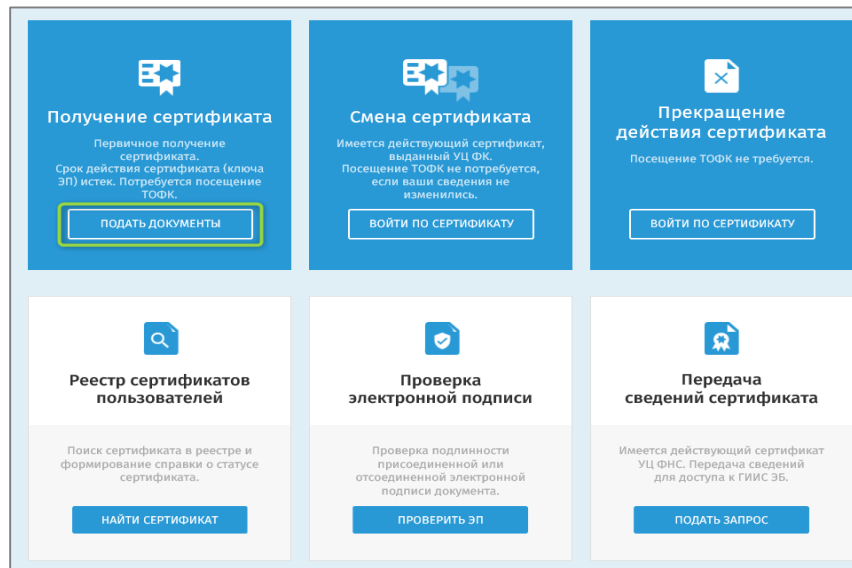 Получение сертификата
Первичное получение
сертификата.
Срок действия сертификата (ключа
ЭП) истек. Потребуется посещение
ТОФК.
ПОДАТЬ ДОКУМЕНТЫ
Смена сертификата
Имеется действующий сертификат,
выданный УЦ ФК.
Посещение ТОФК не потребуется,
если ваши сведения не
изменились.
ВОЙТИ ПО СЕРТИФИКАТУ
Прекращение
действия сертификата
Посещение ТОФК не требуется.
ВОЙТИ ПО СЕРТИФИКАТУ
Реестр сертификатов
пользователей
Поиск сертификата в реестре и
формирование справки о статусе
сертификата.
НАЙТИ СЕРТИФИКАТ
Проверка
электронной подписи
Проверка подлинности
присоединенной или
отсоединенной электронной
подписи документа.
ПРОВЕРИТЬ ЭП
Передача
сведений сертификата
Имеется действующий сертификат
УЦ ФНС. Передача сведений
для доступа к ГИИС ЭБ.
ПОДАТЬ ЗАПРОС